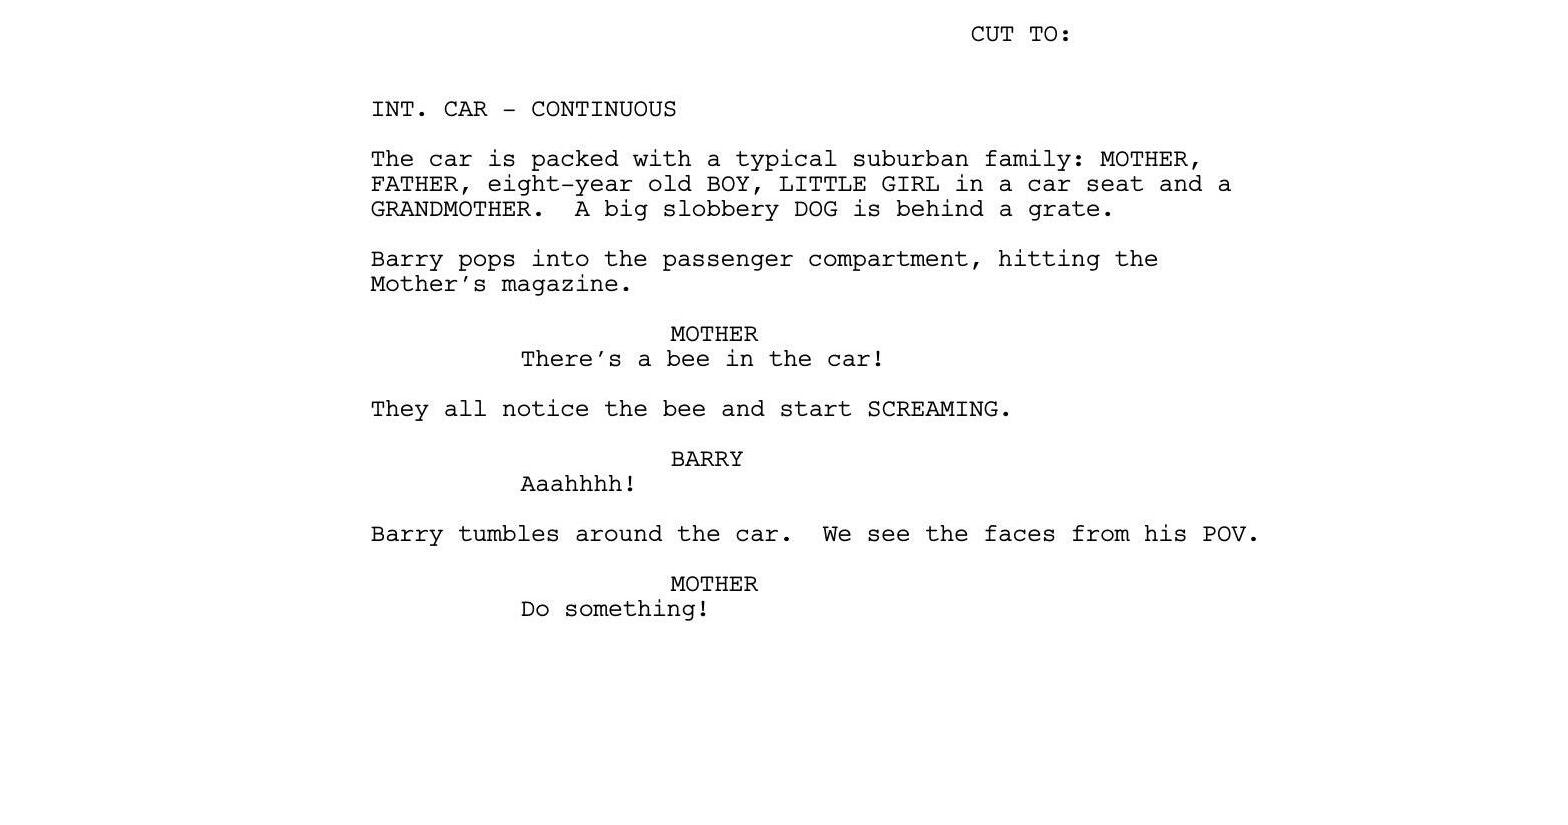 CUT TO:
INT. CAR – CONTINUOUS
The car is packed with a typical suburban family: MOTHER,
FATHER, eight-year old BOY, LITTLE GIRL in a car seat and a
GRANDMOTHER.  A big slobbery DOG is behind a grate.
Barry pops into the passenger compartment, hitting the
Mother’s magazine.
MOTHER
There’s a bee in the car!
They all notice the bee and start SCREAMING.
BARRY
Aaahhhh!
Barry tumbles around the car.  We see the faces from his POV.
MOTHER
Do something!